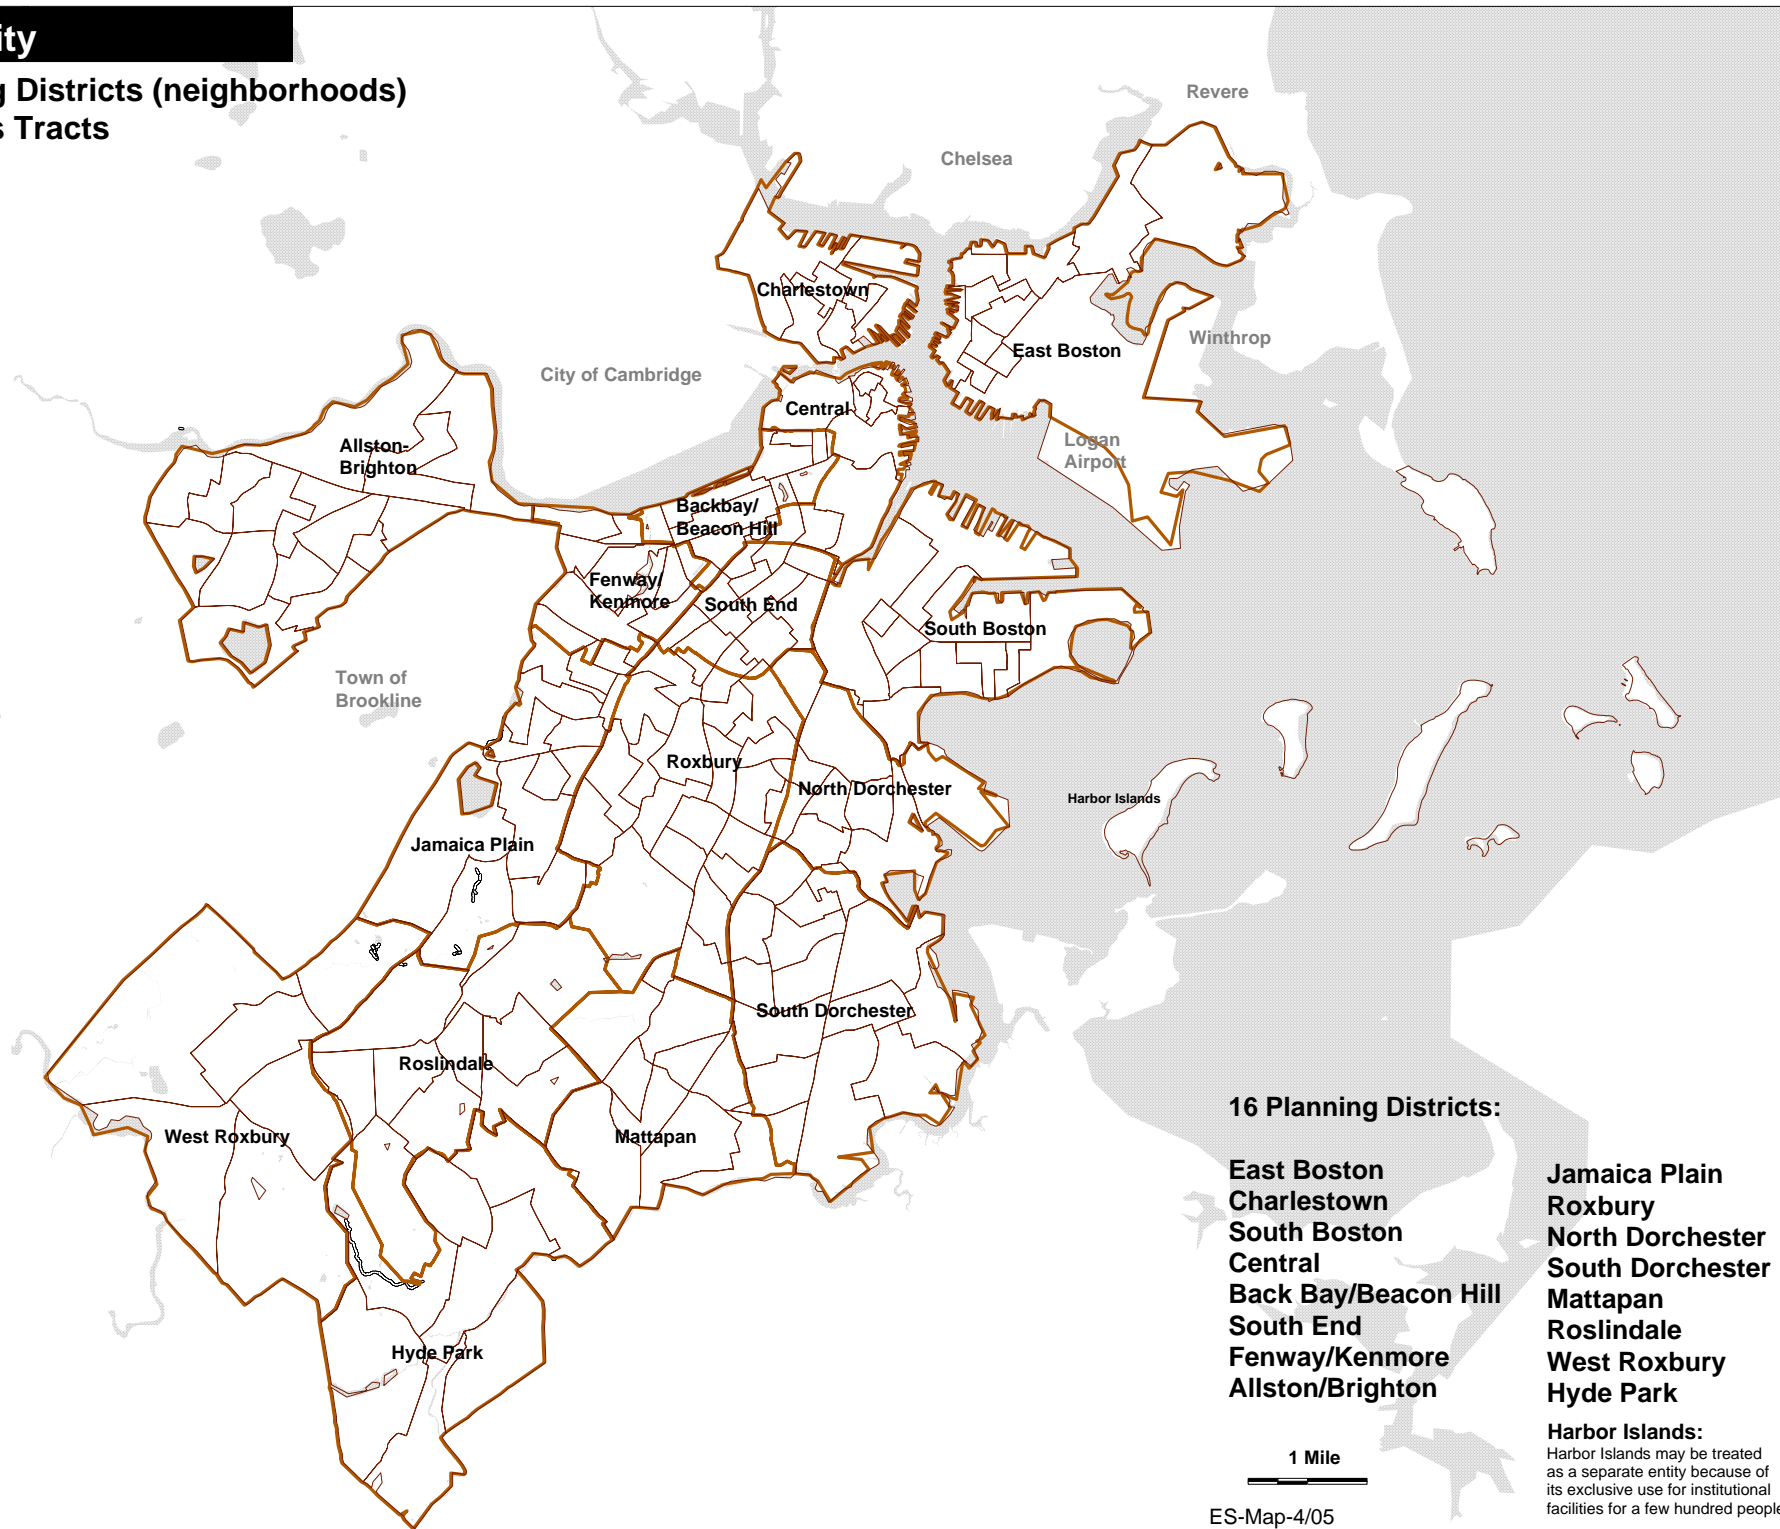 ity
g Districts (neighborhoods)
s Tracts
Revere
Chelsea
Charlestown
Winthrop
East Boston
City of Cambridge
Central
Logan
Airport
Allston-
Brighton
Backbay/
Beacon Hill
Fenway/
Kenmore
South End
South Boston
Town of
Brookline
Roxbury
North Dorchester
Harbor Islands
Jamaica Plain
South Dorchester
Roslindale
West Roxbury
Mattapan
Hyde Park
16 Planning Districts:
East Boston
Charlestown
South Boston
Central
Back Bay/Beacon Hill
South End
Fenway/Kenmore
Allston/Brighton
Jamaica Plain
Roxbury
North Dorchester
South Dorchester
Mattapan
Roslindale
West Roxbury
Hyde Park
Harbor Islands:
Harbor Islands may be treated
as a separate entity because of
its exclusive use for institutional
facilities for a few hundred people
1 Mile
ES-Map-4/05